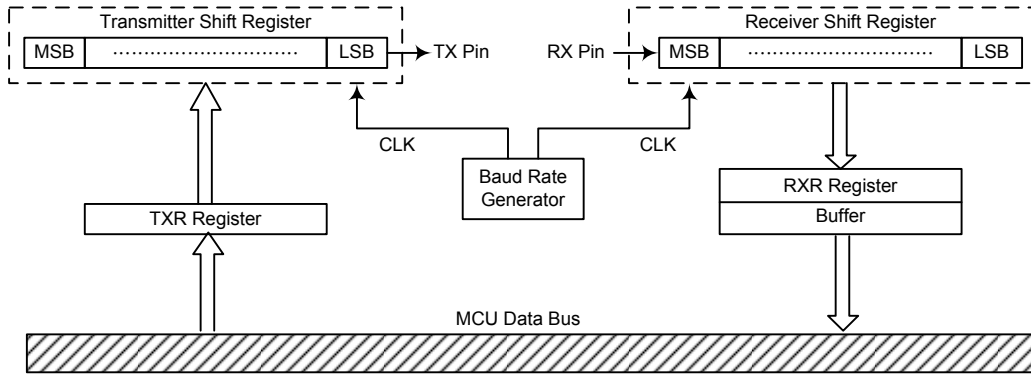 Transmitter Shift Register
MSB
LSB
TX Pin
Receiver Shift Register
RX Pin
MSB
LSB
CLK
CLK
Baud Rate
Generator
TXR Register
RXR Register
Buffer
MCU Data Bus